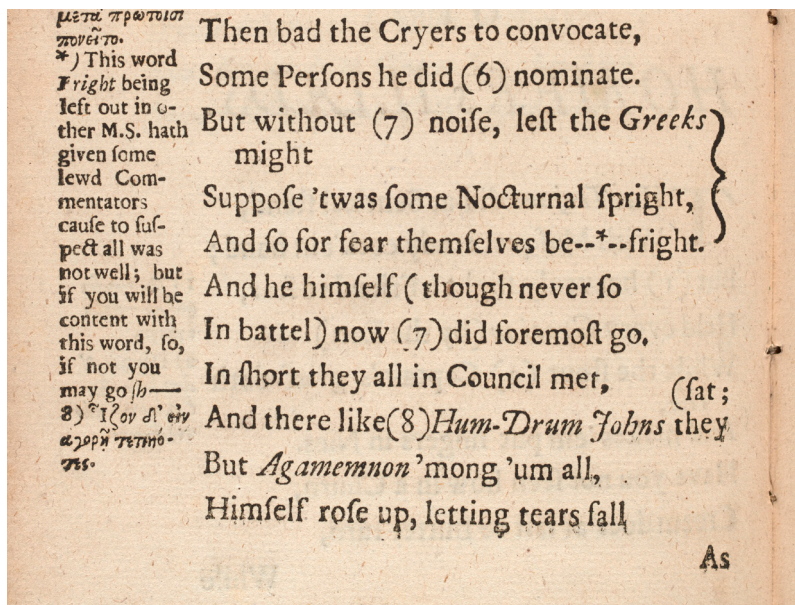 μετὰ πρώτοισι
πονεῖτο.
*) This word
Fright being
left out in o-
ther M.S. hath
given ſome
lewd Com-
mentators
cauſe to ſuſ-
pect all was
not well; but
if you will be
content with
this word, ſo,
if not you
may go ſh——
8) Ἷζον δ' εἰν
ἀγορῇ τετιηό-
τες.
Then bad the Cryers to convocate,
Some Perſons he did (6) nominate.
But without (7) noiſe, leſt the Greeks
might
Suppoſe 'twas ſome Nocturnal ſpright,
And ſo for fear themſelves be--*--fright.
And he himſelf (though never ſo
In battel) now (7) did foremoſt go.
In ſhort they all in Council met,
(ſat;
And there like(8) Hum-Drum Johns they
But Agamemnon 'mong 'um all,
Himſelf roſe up, letting tears fall
As